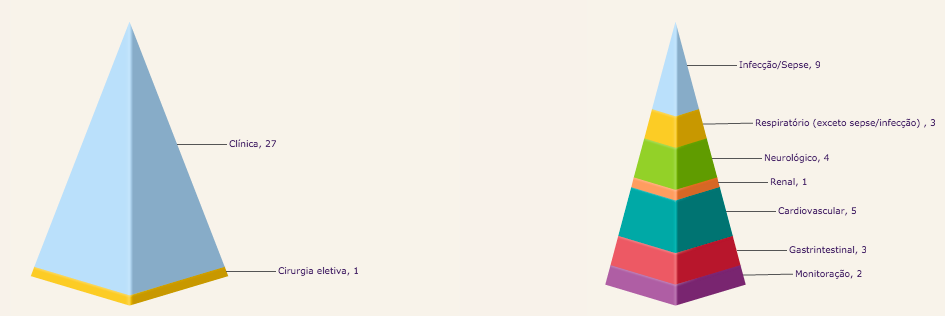 Clínica, 27
Cirurgia eletiva, 1
Infecção/Sepse, 9
Respiratório (exceto sepse/infecção) , 3
Neurológico, 4
Renal, 1
Cardiovascular, 5
Gastrintestinal, 3
Monitoração, 2